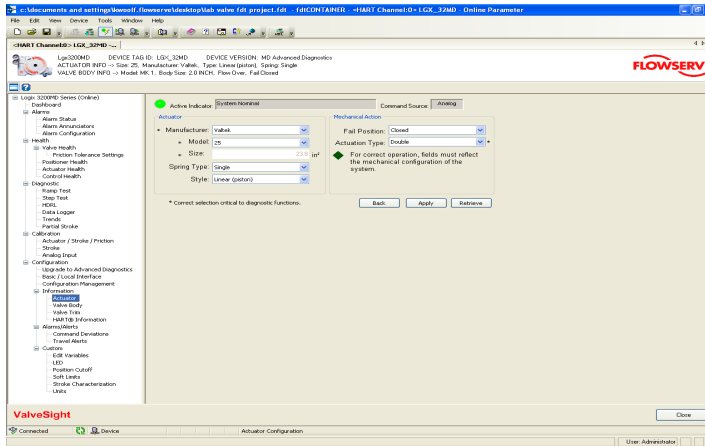 c:\documents and settings\kwoolf.flowserve\desktop\lab valve fdt project.fdt - fdtCONTAINER - <HART Channel:0> LGX_32MD - Online Parameter
File Edit View Device Tools Window Help
<HART Channel:0> LGX_32MD -...
Lgx3200MD DEVICE TAG ID: LGX_32MD DEVICE VERSION: MD Advanced Diagnostics
ACTUATOR INFO -> Size: 25, Manufacturer: Valtek, Type: Linear (piston), Spring: Single
VALVE BODY INFO -> Model: MK 1, Body Size: 2.0 INCH, Flow Over, Fail Closed
FLOWSERVE
Logix 3200MD Series (Online)
Dashboard
Alarms
Alarm Status
Alarm Annunciators
Alarm Configuration
Health
Valve Health
Friction Tolerance Settings
Positioner Health
Actuator Health
Control Health
Diagnostic
Ramp Test
Step Test
HDRL
Data Logger
Trends
Partial Stroke
Calibration
Actuator / Stroke / Friction
Stroke
Analog Input
Configuration
Upgrade to Advanced Diagnostics
Basic / Local Interface
Configuration Management
Information
Actuator
Valve Body
Valve Trim
HART® Information
Alarms/Alerts
Command Deviations
Travel Alerts
Custom
Edit Variables
LED
Position Cutoff
Soft Limits
Stroke Characterization
Units
Active Indicator System Nominal Command Source: Analog
Actuator
* Manufacturer: Valtek
Model: 25
Size: 23.8 in²
Spring Type: Single
Style: Linear (piston)
Mechanical Action
Fail Position: Closed
Actuation Type: Double *
For correct operation, fields must reflect
the mechanical configuration of the
system.
* Correct selection critical to diagnostic functions.
Back Apply Retrieve
ValveSight
Close
Connected Device Actuator Configuration
User: Administrator